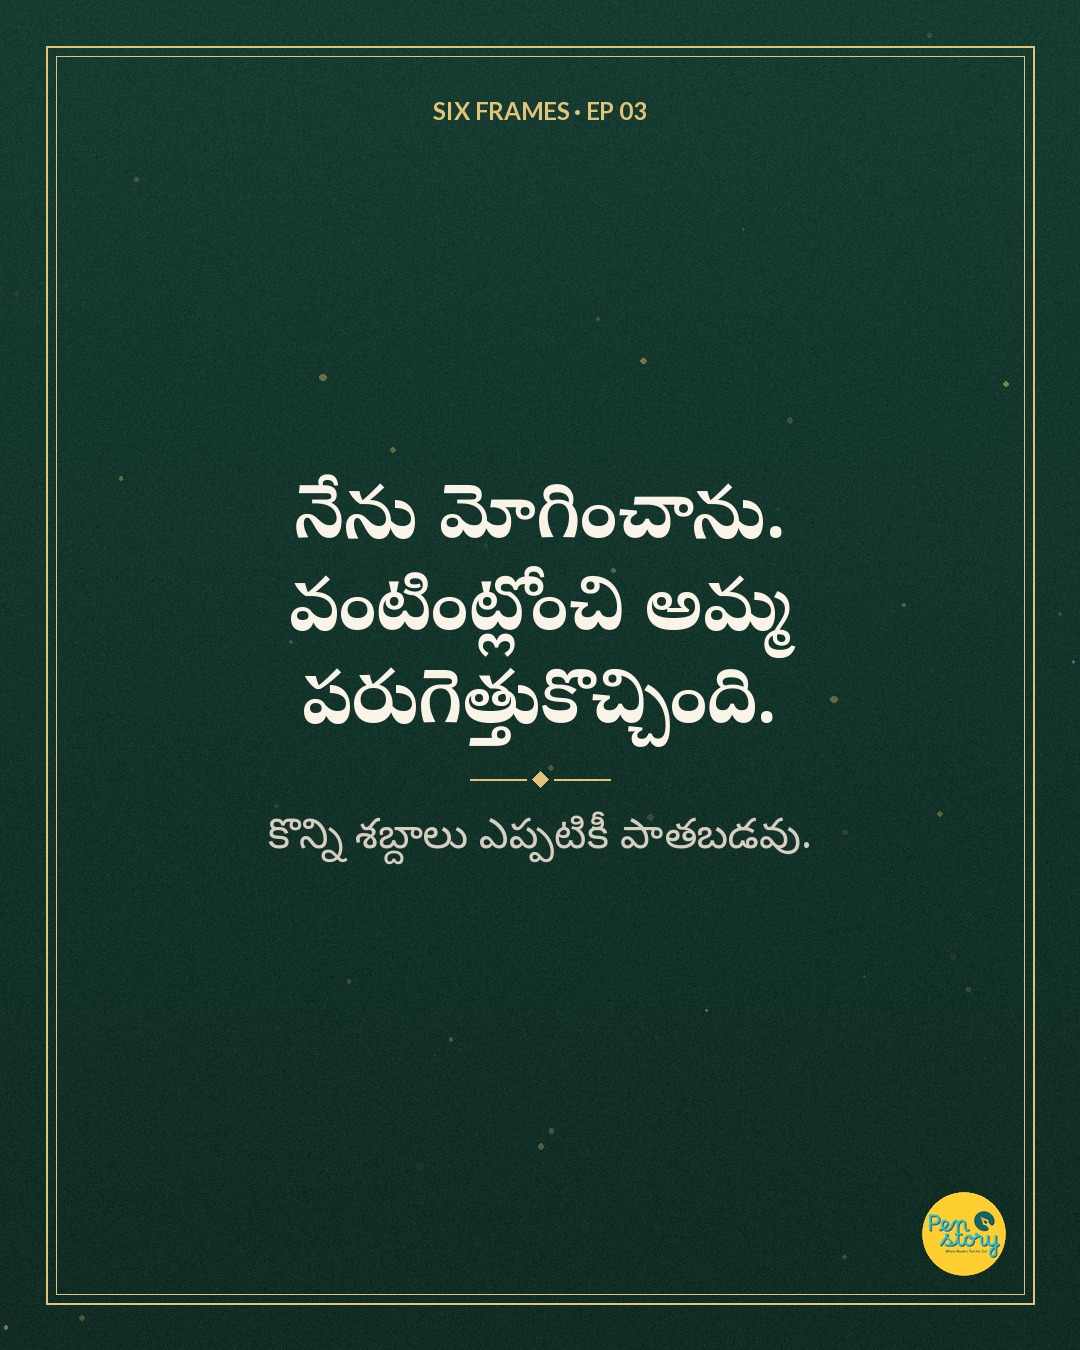 SIX FRAMES · EP 03
నేను మోగించాను.
వంటింట్లోంచి అమ్మ
పరుగెత్తుకొచ్చింది.
కొన్ని శబ్దాలు ఎప్పటికీ పాతబడవు.
Pen
story